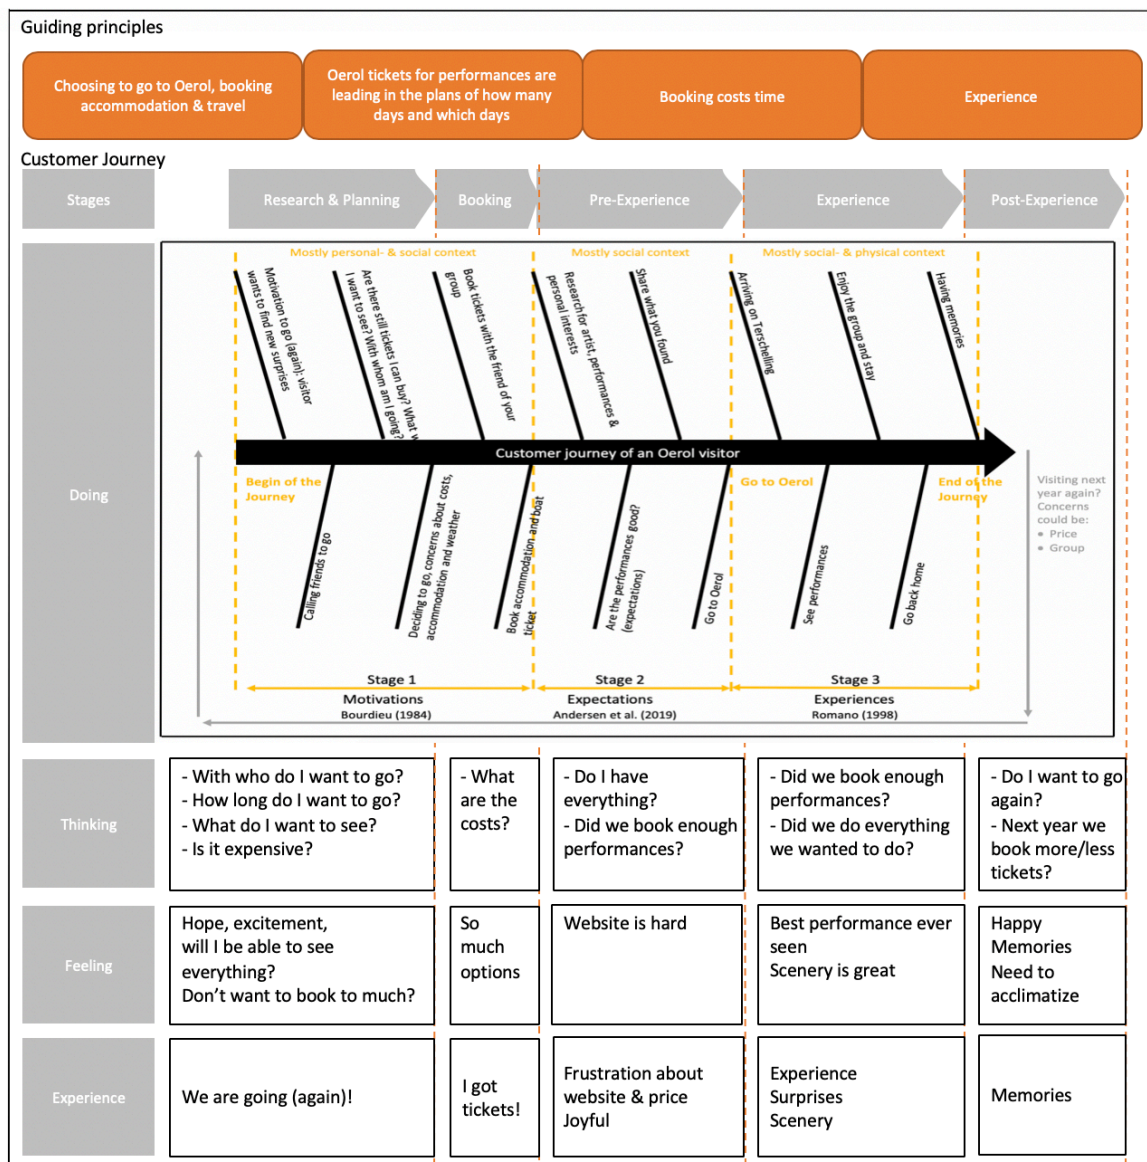 Guiding principles
Choosing to go to Oerol, booking
accommodation & travel
Oerol tickets for performances are
leading in the plans of how many
days and which days
Booking costs time
Experience
Customer Journey
Stages
Research & Planning
Booking
Pre-Experience
Experience
Post-Experience
Doing
Mostly personal- & social context
Mostly social context
Mostly social- & physical context
Motivation to go (again): visitor
wants to find new surprises
Are there still tickets I can buy? What w
I want to see? With whom am I going?
Book tickets with the friend of your
group
Research for artist, performances &
personal interests
Share what you found
Arriving on Terschelling
Enjoy the group and stay
Having memories
Customer journey of an Oerol visitor
Begin of the
Journey
Go to Oerol
End of the
Journey
Calling friends to go
Deciding to go, concerns about costs,
accommodation and weather
Book accommodation and boat
ticket
Are the performances good?
(expectations)
Go to Oerol
See performances
Go back home
Visiting next
year again?
Concerns
could be:
• Price
• Group
Stage 1
Motivations
Bourdieu (1984)
Stage 2
Expectations
Andersen et al. (2019)
Stage 3
Experiences
Romano (1998)
Thinking
- With who do I want to go?
- How long do I want to go?
- What do I want to see?
- Is it expensive?
- What
are the
costs?
- Do I have
everything?
- Did we book enough
performances?
- Did we book enough
performances?
- Did we do everything
we wanted to do?
- Do I want to go
again?
- Next year we
book more/less
tickets?
Feeling
Hope, excitement,
will I be able to see
everything?
Don't want to book to much?
So
much
options
Website is hard
Best performance ever
seen
Scenery is great
Happy
Memories
Need to
acclimatize
Experience
We are going (again)!
I got
tickets!
Frustration about
website & price
Joyful
Experience
Surprises
Scenery
Memories